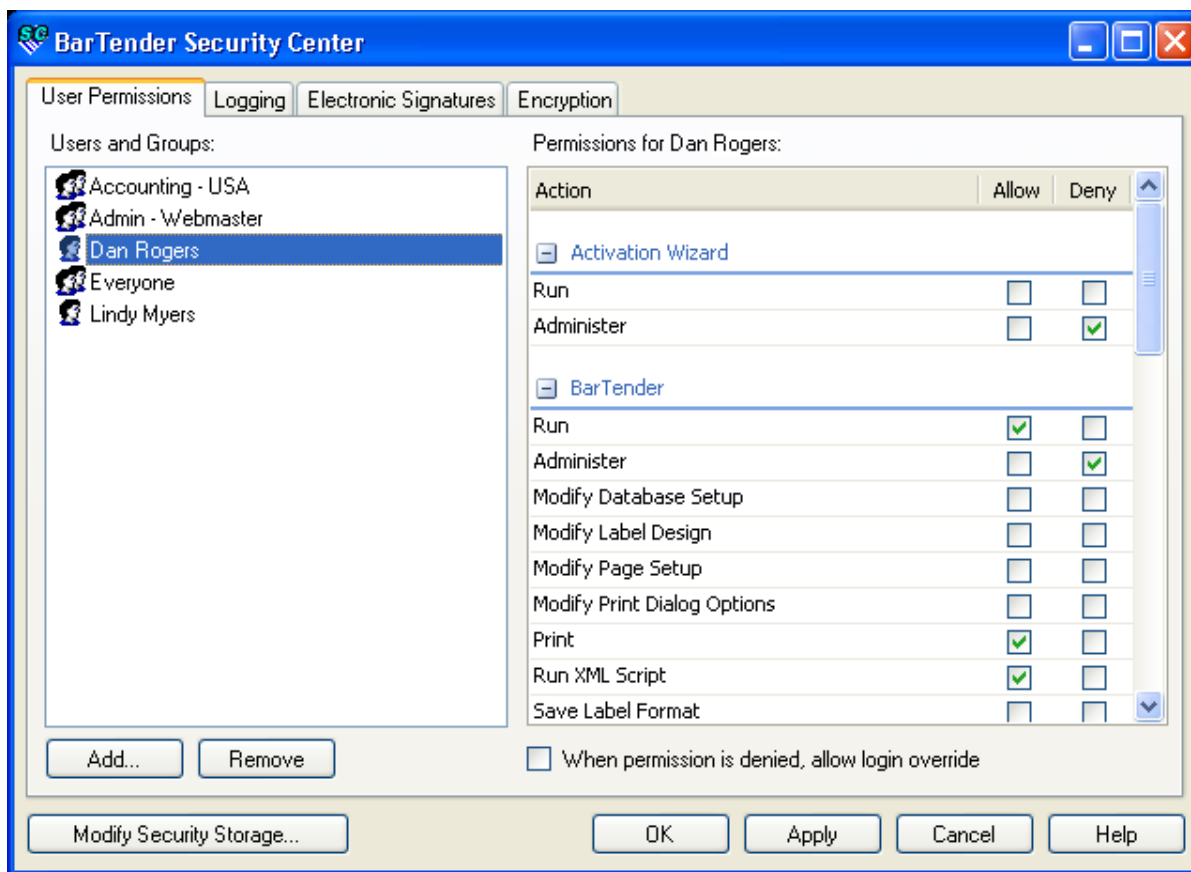 BarTender Security Center
User Permissions Logging Electronic Signatures Encryption
Users and Groups:
Accounting - USA
Admin - Webmaster
Dan Rogers
Everyone
Lindy Myers
Add... Remove
Permissions for Dan Rogers:
Action Allow Deny
Activation Wizard
Run
Administer
BarTender
Run
Administer
Modify Database Setup
Modify Label Design
Modify Page Setup
Modify Print Dialog Options
Print
Run XML Script
Save Label Format
When permission is denied, allow login override
Modify Security Storage... OK Apply Cancel Help